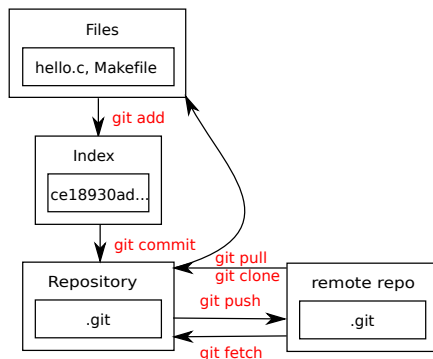 Files
hello.c, Makefile
git add
Index
ce18930ad...
git commit
git pull
git clone
Repository
.git
git push
remote repo
.git
git fetch